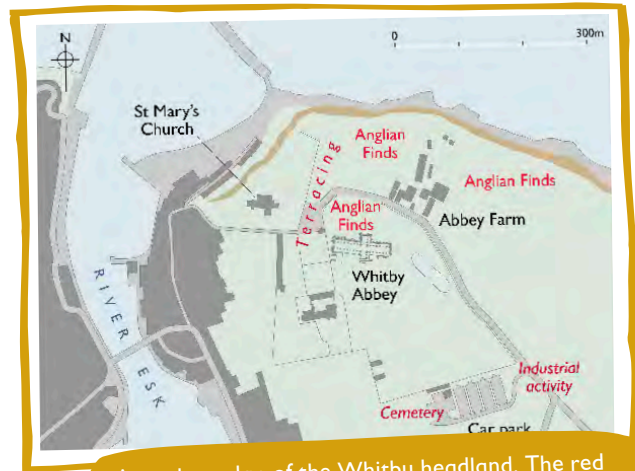 N
0 300m
St Mary's
Church
Anglian
Finds
Anglian Finds
Terracing
Anglian
Finds
Abbey Farm
Whitby
Abbey
RIVER ESK
Industrial
activity
Cemetery
Car park
of the Whitby headland. The red